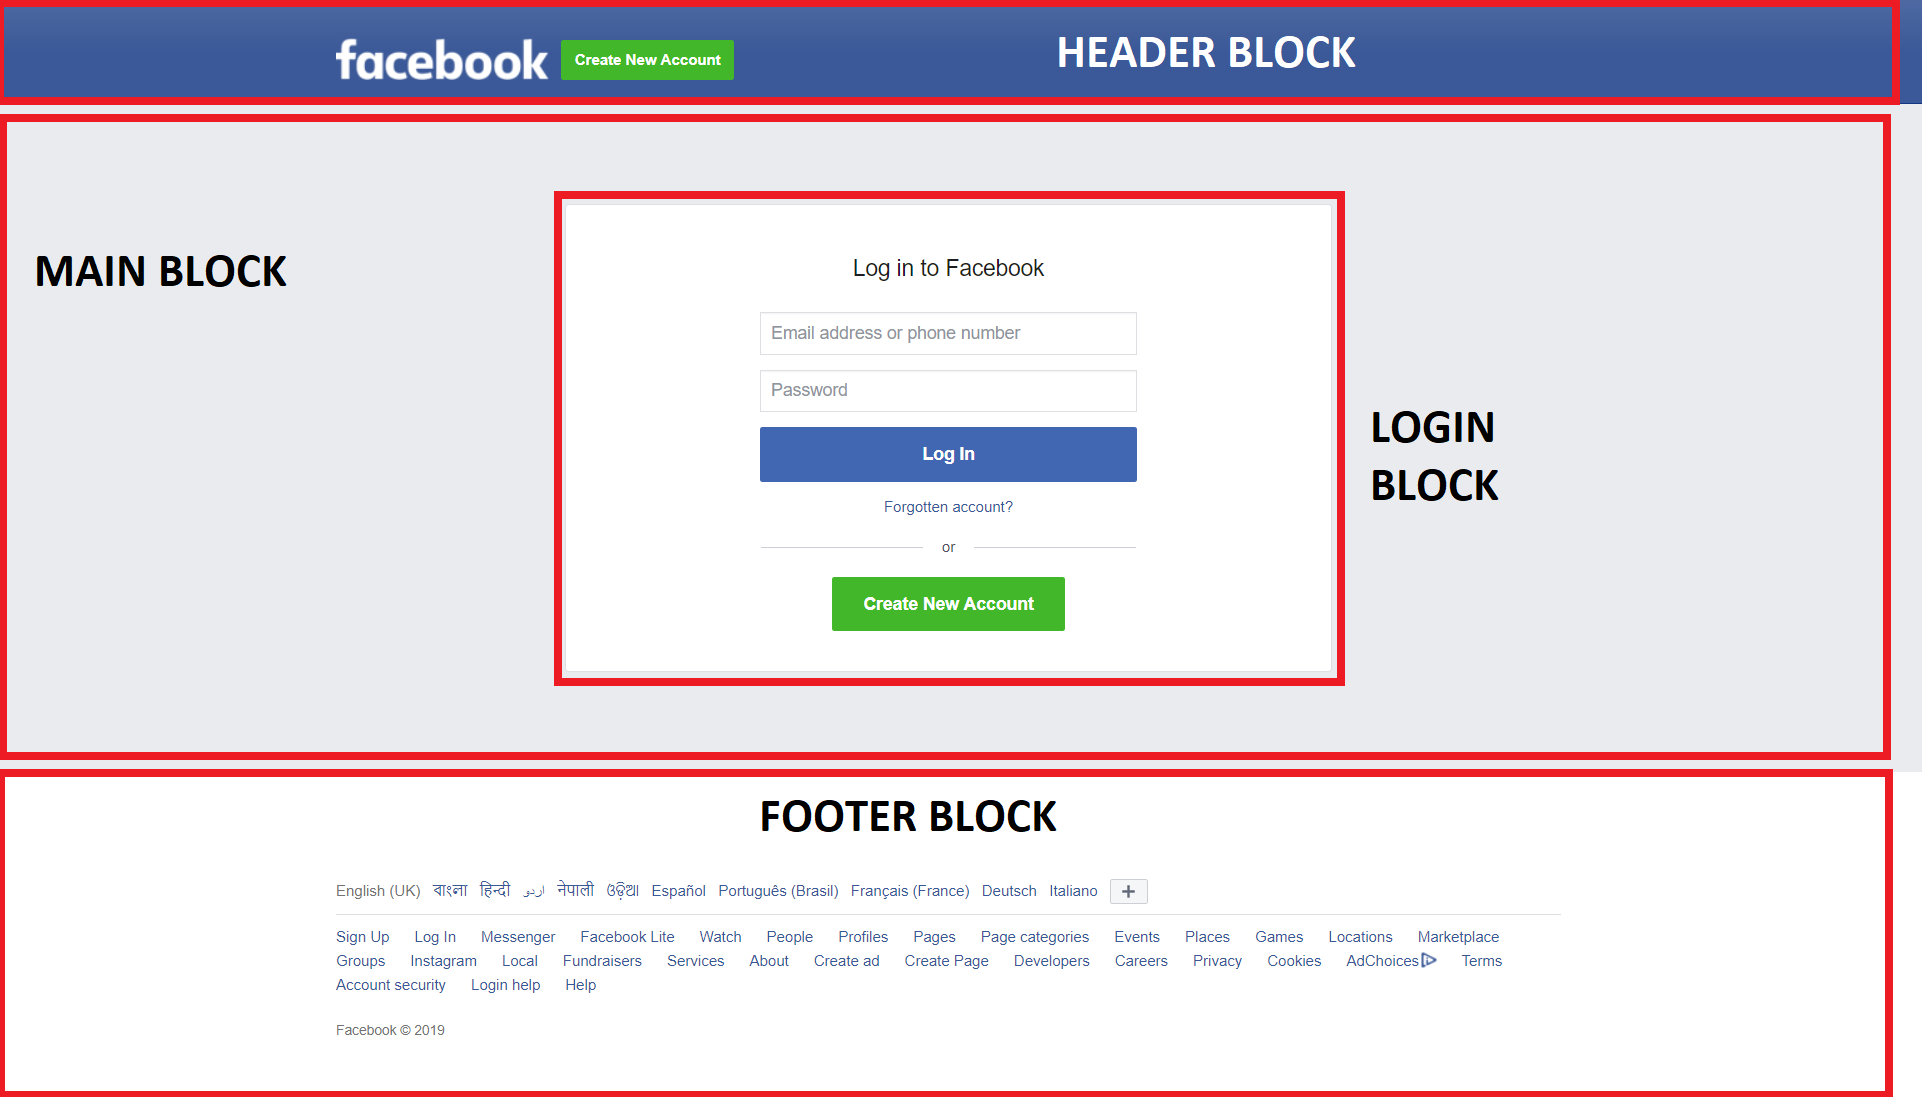 facebook Create New Account HEADER BLOCK
MAIN BLOCK
Log in to Facebook
Email address or phone number
Password
LOGIN
BLOCK
Log In
Forgotten account?
or
Create New Account
FOOTER BLOCK
English (UK) বাংলা हिन्दी اردو नेपाली ଓଡ଼ିଆ Español Português (Brasil) Français (France) Deutsch Italiano +
Sign Up Log In Messenger Facebook Lite Watch People Profiles Pages Page categories Events Places Games Locations Marketplace
Groups Instagram Local Fundraisers Services About Create ad Create Page Developers Careers Privacy Cookies AdChoices Terms
Account security Login help Help
Facebook © 2019